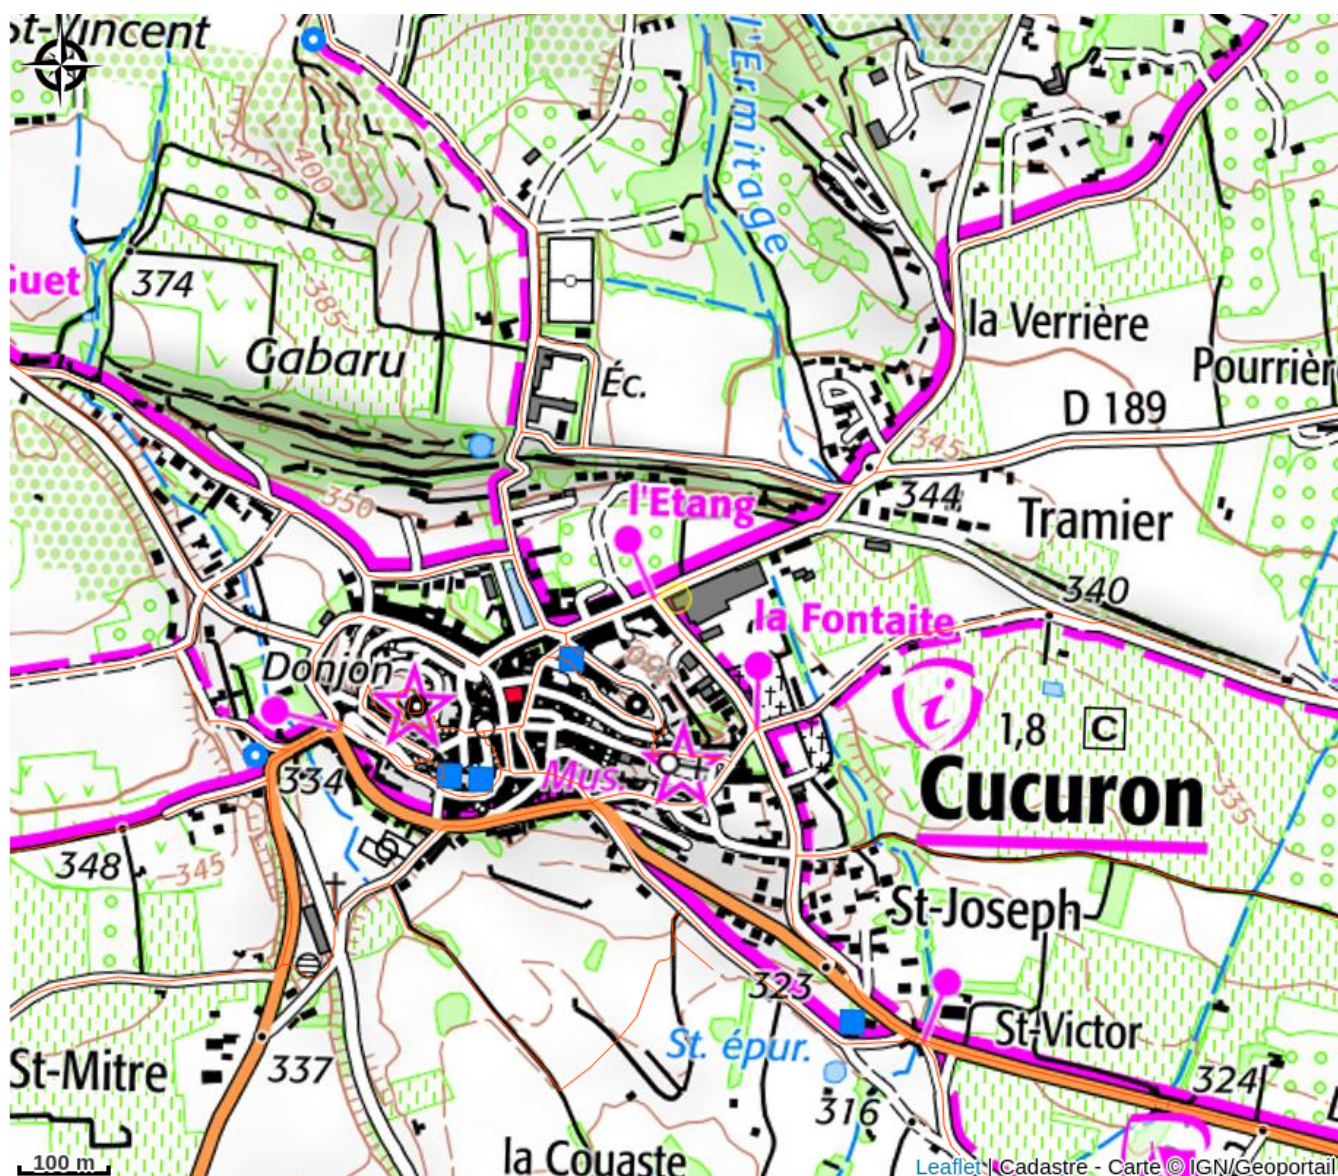 St-Vincent
l'Ermitage
400
Guet
374
385
Gabaru
la Verrière
Pourrièr
Éc.
D 189
345
350
l'Etang
344
Tramier
340
la Fontaite
Donjon
360
i
1,8 C
334
Mus.
Cucuron
335
348
345
St-Joseph
323
St-Victor
St. épur.
St-Mitre
337
324
316
la Couaste
100 m
Leaflet | Cadastre - Carte © IGN/Geoportail